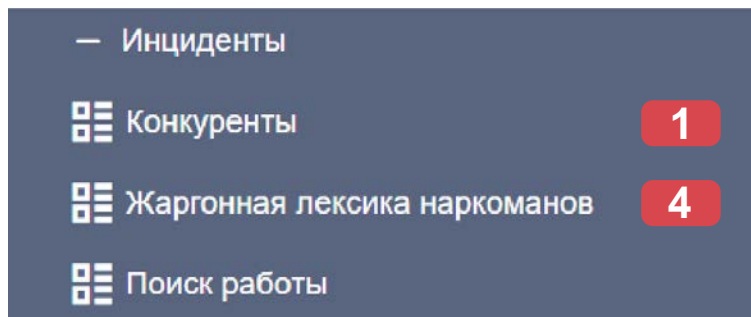 — Инциденты
Конкуренты 1
Жаргонная лексика наркоманов 4
Поиск работы